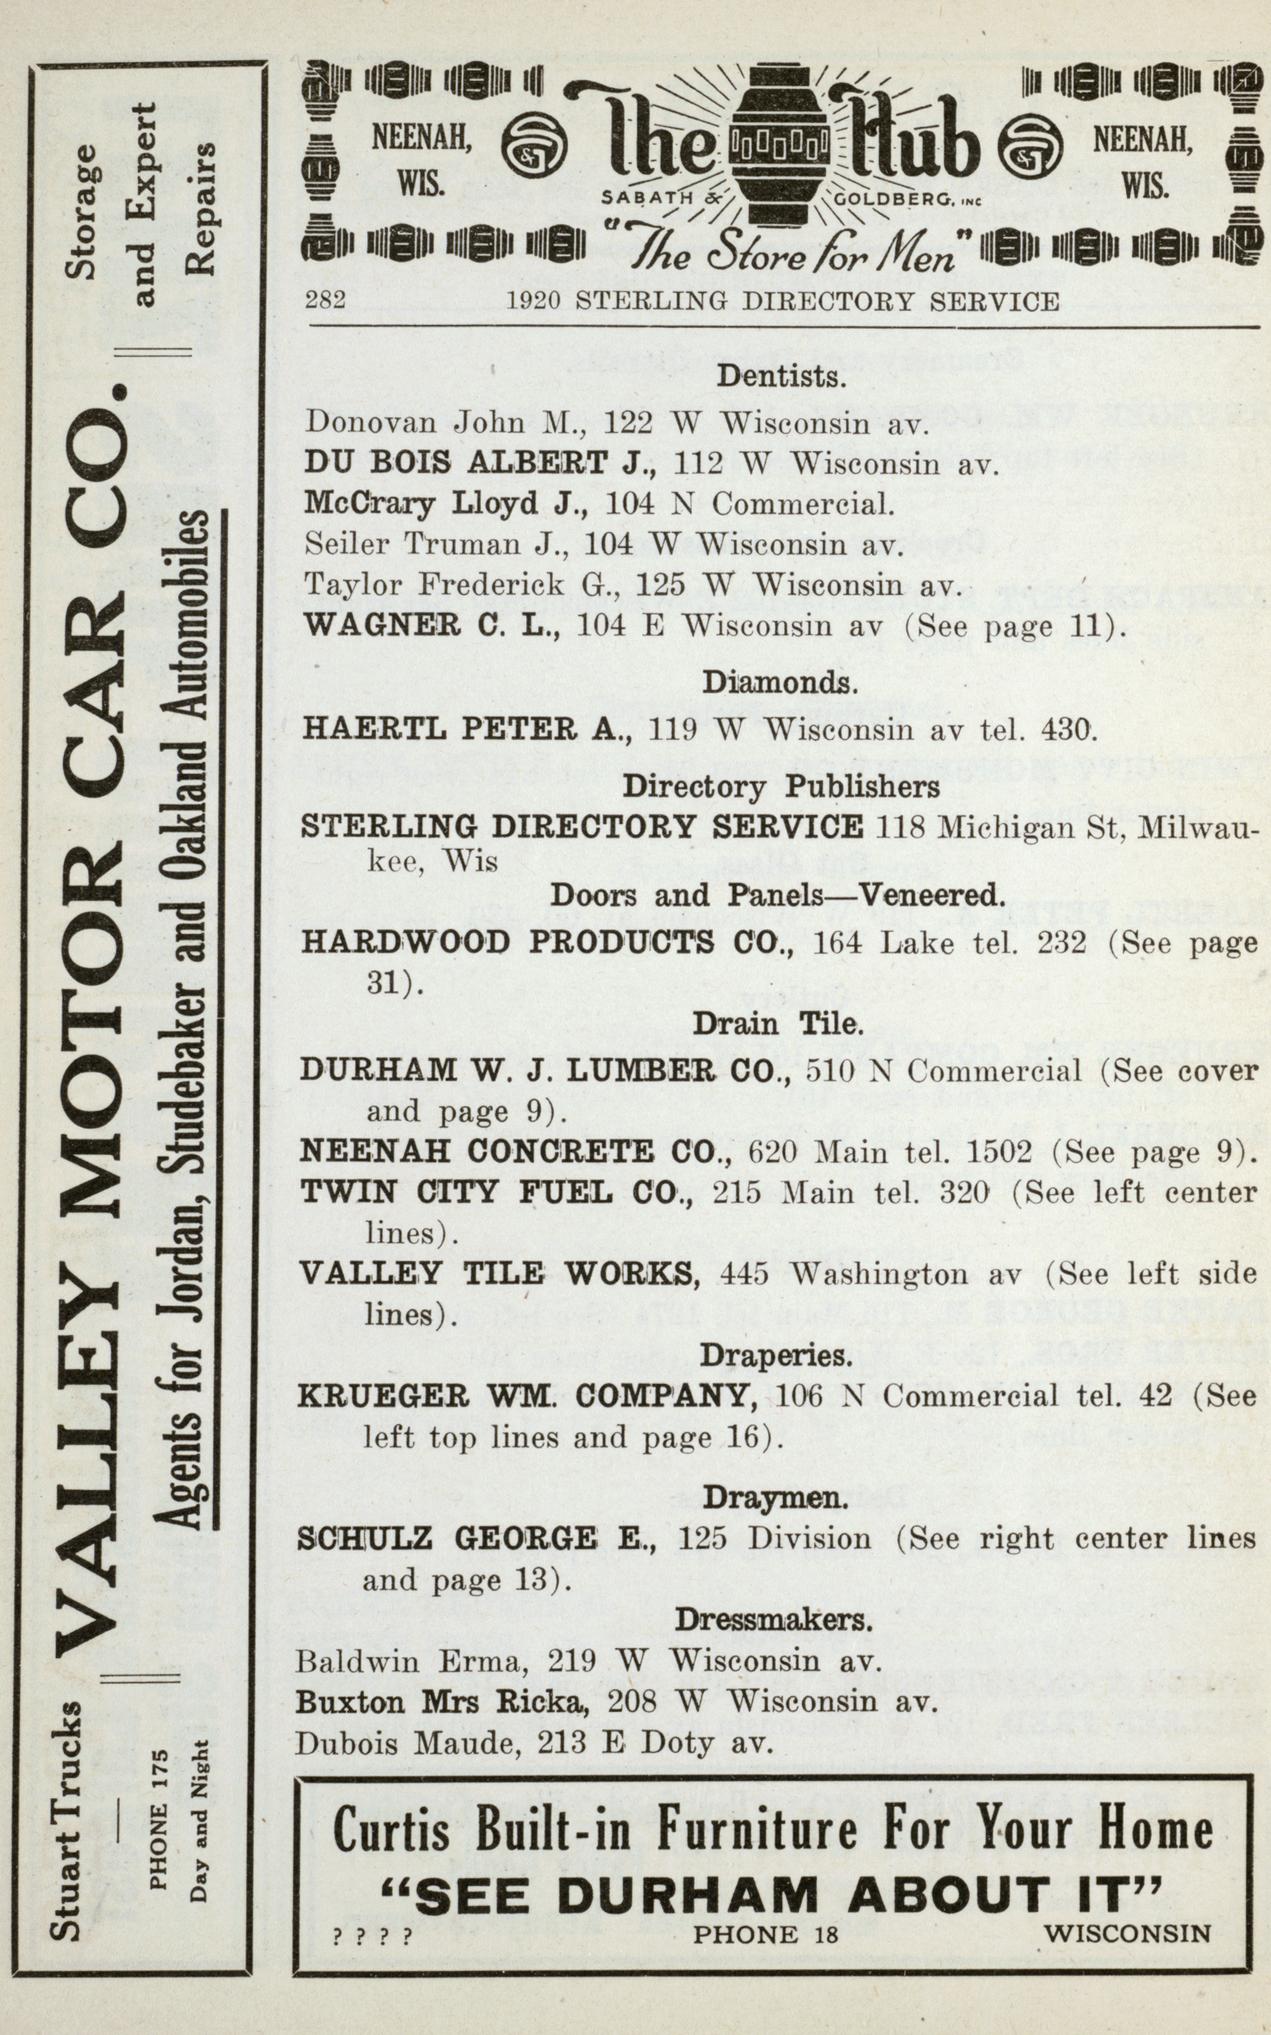 Stuart Trucks
PHONE 175
Day and Night
VALLEY MOTOR CAR CO.
Agents for Jordan, Studebaker and Oakland Automobiles
Storage
and Expert
Repairs
NEENAH,
WIS.
The Hub
SABATH & GOLDBERG, INC
"The Store for Men"
NEENAH,
WIS.
282 1920 STERLING DIRECTORY SERVICE
Dentists.
Donovan John M., 122 W Wisconsin av.
DU BOIS ALBERT J., 112 W Wisconsin av.
McCrary Lloyd J., 104 N Commercial.
Seiler Truman J., 104 W Wisconsin av.
Taylor Frederick G., 125 W Wisconsin av.
WAGNER C. L., 104 E Wisconsin av (See page 11).
Diamonds.
HAERTL PETER A., 119 W Wisconsin av tel. 430.
Directory Publishers
STERLING DIRECTORY SERVICE 118 Michigan St, Milwau-
kee, Wis
Doors and Panels—Veneered.
HARDWOOD PRODUCTS CO., 164 Lake tel. 232 (See page
31).
Drain Tile.
DURHAM W. J. LUMBER CO., 510 N Commercial (See cover
and page 9).
NEENAH CONCRETE CO., 620 Main tel. 1502 (See page 9).
TWIN CITY FUEL CO., 215 Main tel. 320 (See left center
lines).
VALLEY TILE WORKS, 445 Washington av (See left side
lines).
Draperies.
KRUEGER WM. COMPANY, 106 N Commercial tel. 42 (See
left top lines and page 16).
Draymen.
SCHULZ GEORGE E., 125 Division (See right center lines
and page 13).
Dressmakers.
Baldwin Erma, 219 W Wisconsin av.
Buxton Mrs Ricka, 208 W Wisconsin av.
Dubois Maude, 213 E Doty av.
Curtis Built-in Furniture For Your Home
"SEE DURHAM ABOUT IT"
? ? ? ? PHONE 18 WISCONSIN